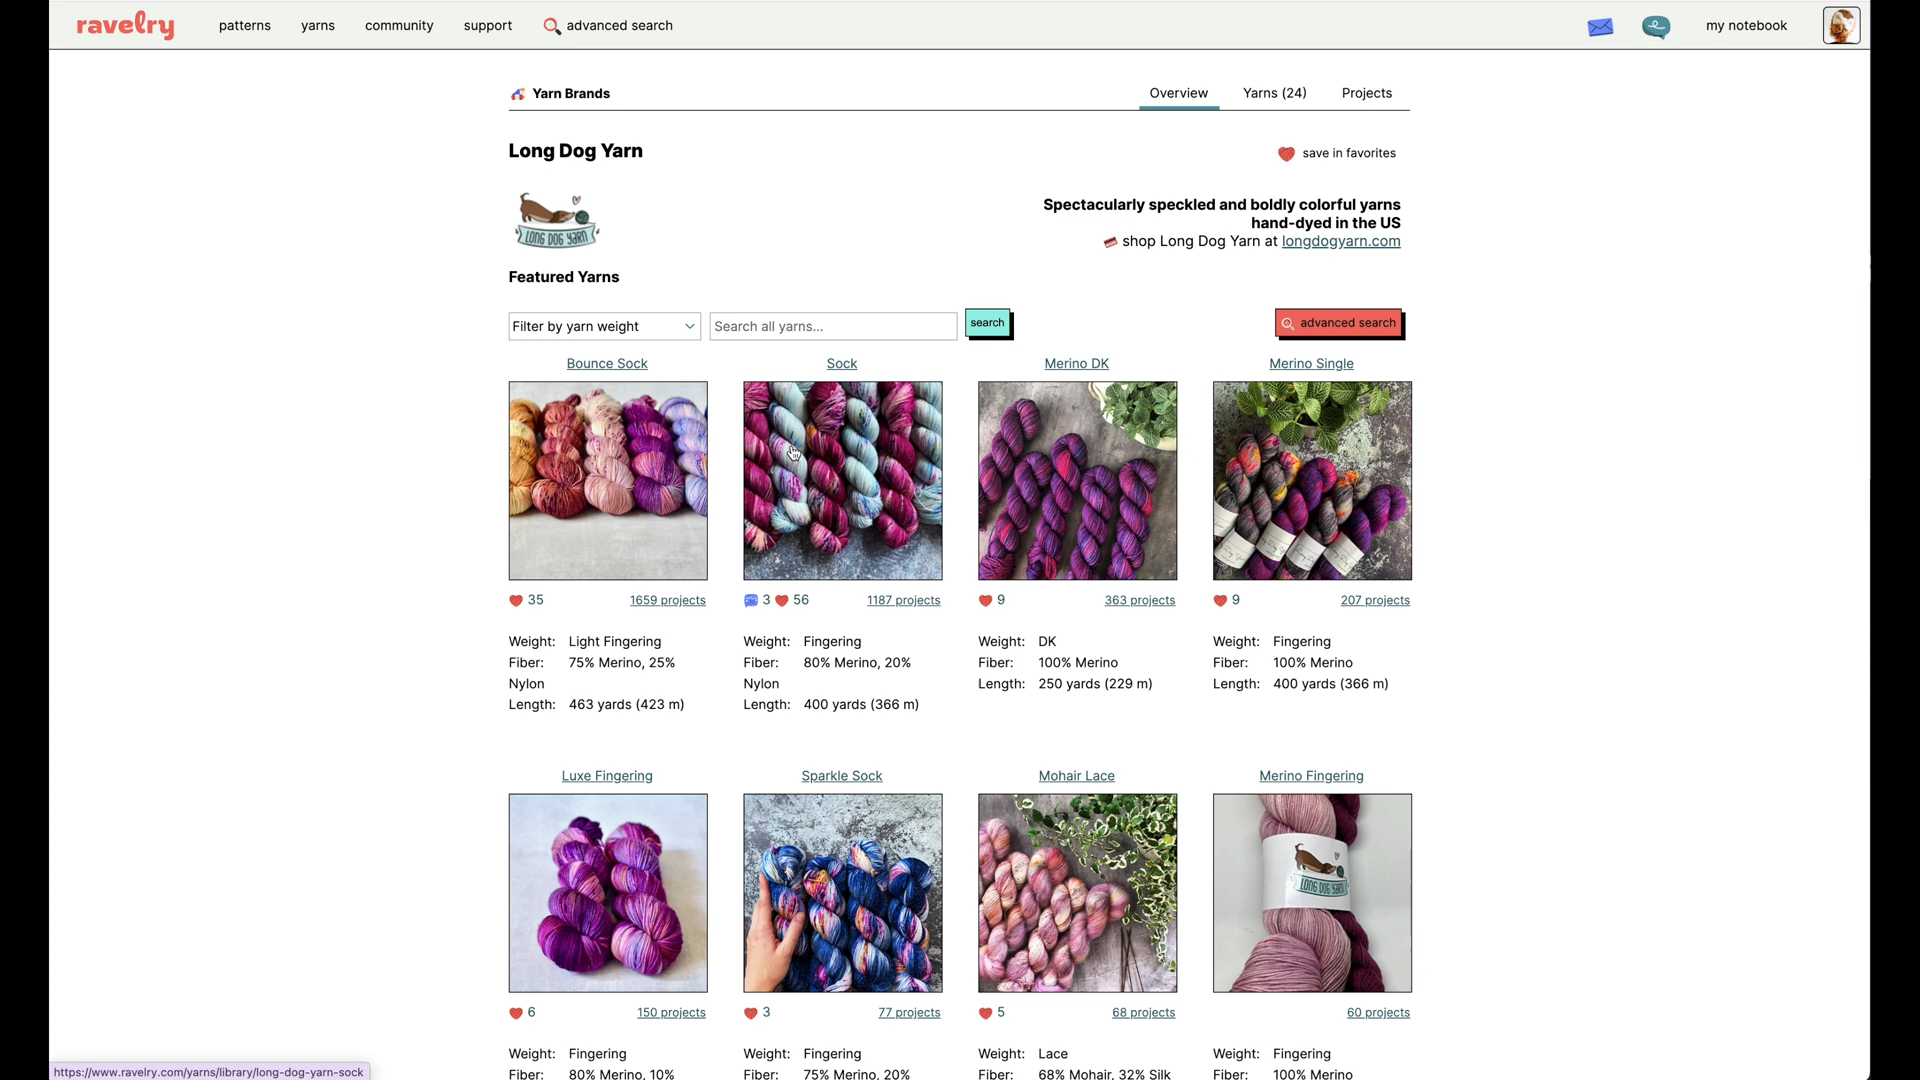 ravelry patterns yarns community support advanced search my notebook
Yarn Brands Overview Yarns (24) Projects
Long Dog Yarn save in favorites
LONG DOG YARN
Spectacularly speckled and boldly colorful yarns
hand-dyed in the US
shop Long Dog Yarn at longdogyarn.com
Featured Yarns
Filter by yarn weight Search all yarns... search advanced search
Bounce Sock Sock Merino DK Merino Single
35 1659 projects 3 56 1187 projects 9 363 projects 9 207 projects
Weight: Light Fingering Weight: Fingering Weight: DK Weight: Fingering
Fiber: 75% Merino, 25% Fiber: 80% Merino, 20% Fiber: 100% Merino Fiber: 100% Merino
Nylon Nylon Length: 250 yards (229 m) Length: 400 yards (366 m)
Length: 463 yards (423 m) Length: 400 yards (366 m)
Luxe Fingering Sparkle Sock Mohair Lace Merino Fingering
LONG DOG YARN
6 150 projects 3 77 projects 5 68 projects 60 projects
Weight: Fingering Weight: Fingering Weight: Lace Weight: Fingering
Fiber: 80% Merino, 10% Fiber: 75% Merino, 20% Fiber: 68% Mohair, 32% Silk Fiber: 100% Merino
https://www.ravelry.com/yarns/library/long-dog-yarn-sock